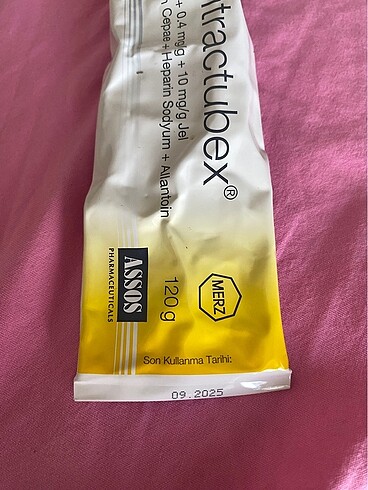 ntractubex®
+ 0.4 mg/g + 10 mg/g Jel
Cepae + Heparin Sodyum + Allantoin
MERZ
120 g
ASSOS
PHARMACEUTICALS
Son Kullanma Tarihi:
09.2025